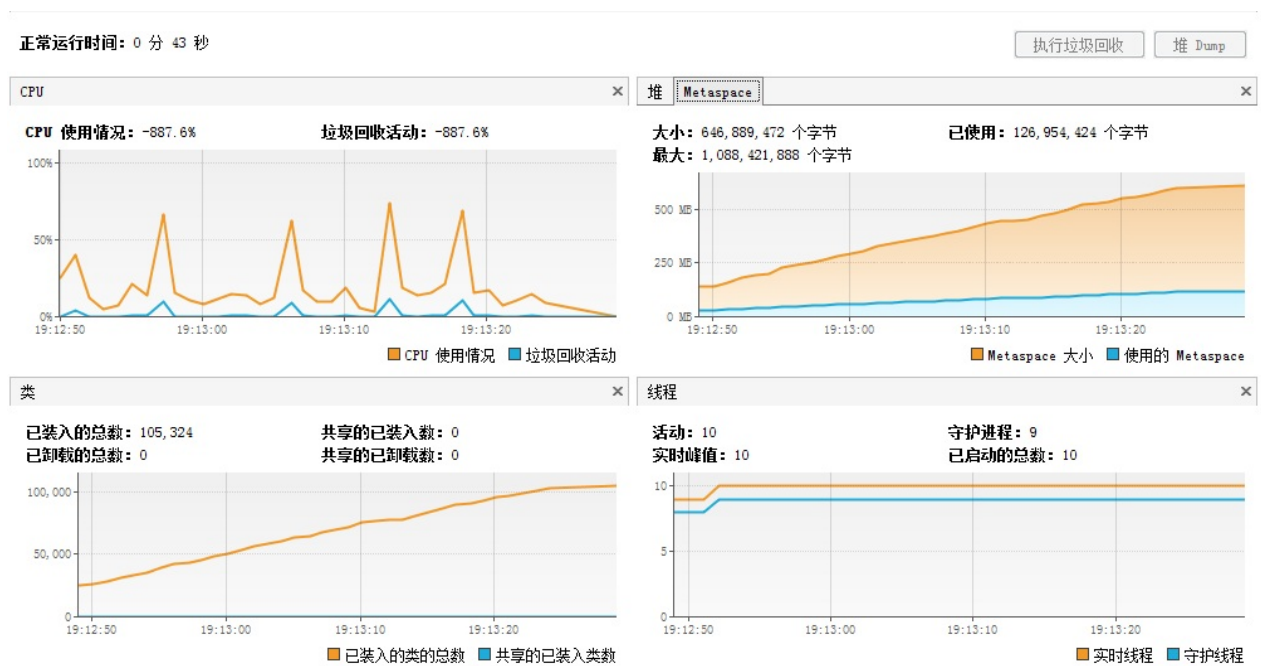 正常运行时间：0 分 43 秒
执行垃圾回收 堆 Dump
CPU
CPU 使用情况：-887.6% 垃圾回收活动：-887.6%
100%
50%
0%
19:12:50 19:13:00 19:13:10 19:13:20
CPU 使用情况 垃圾回收活动
堆 Metaspace
大小：646,889,472 个字节 已使用：126,954,424 个字节
最大：1,088,421,888 个字节
500 MB
250 MB
0 MB
19:12:50 19:13:00 19:13:10 19:13:20
Metaspace 大小 使用的 Metaspace
类
已装入的总数：105,324 共享的已装入数：0
已卸载的总数：0 共享的已卸载数：0
100,000
50,000
0
19:12:50 19:13:00 19:13:10 19:13:20
已装入的类的总数 共享的已装入类数
线程
活动：10 守护进程：9
实时峰值：10 已启动的总数：10
10
5
0
19:12:50 19:13:00 19:13:10 19:13:20
实时线程 守护线程